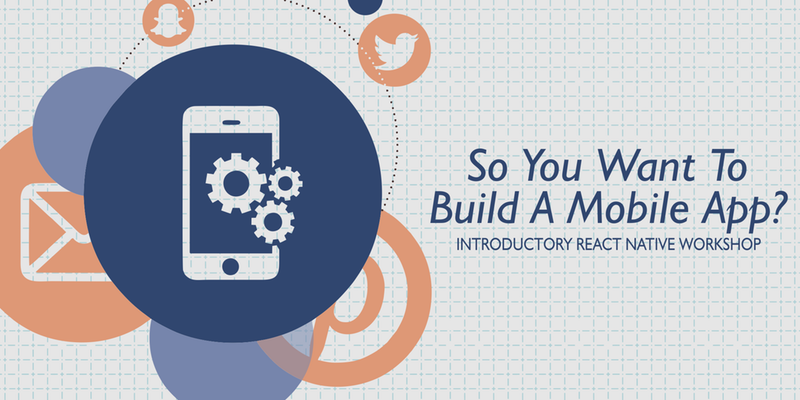 So You Want To
Build A Mobile App?
INTRODUCTORY REACT NATIVE WORKSHOP